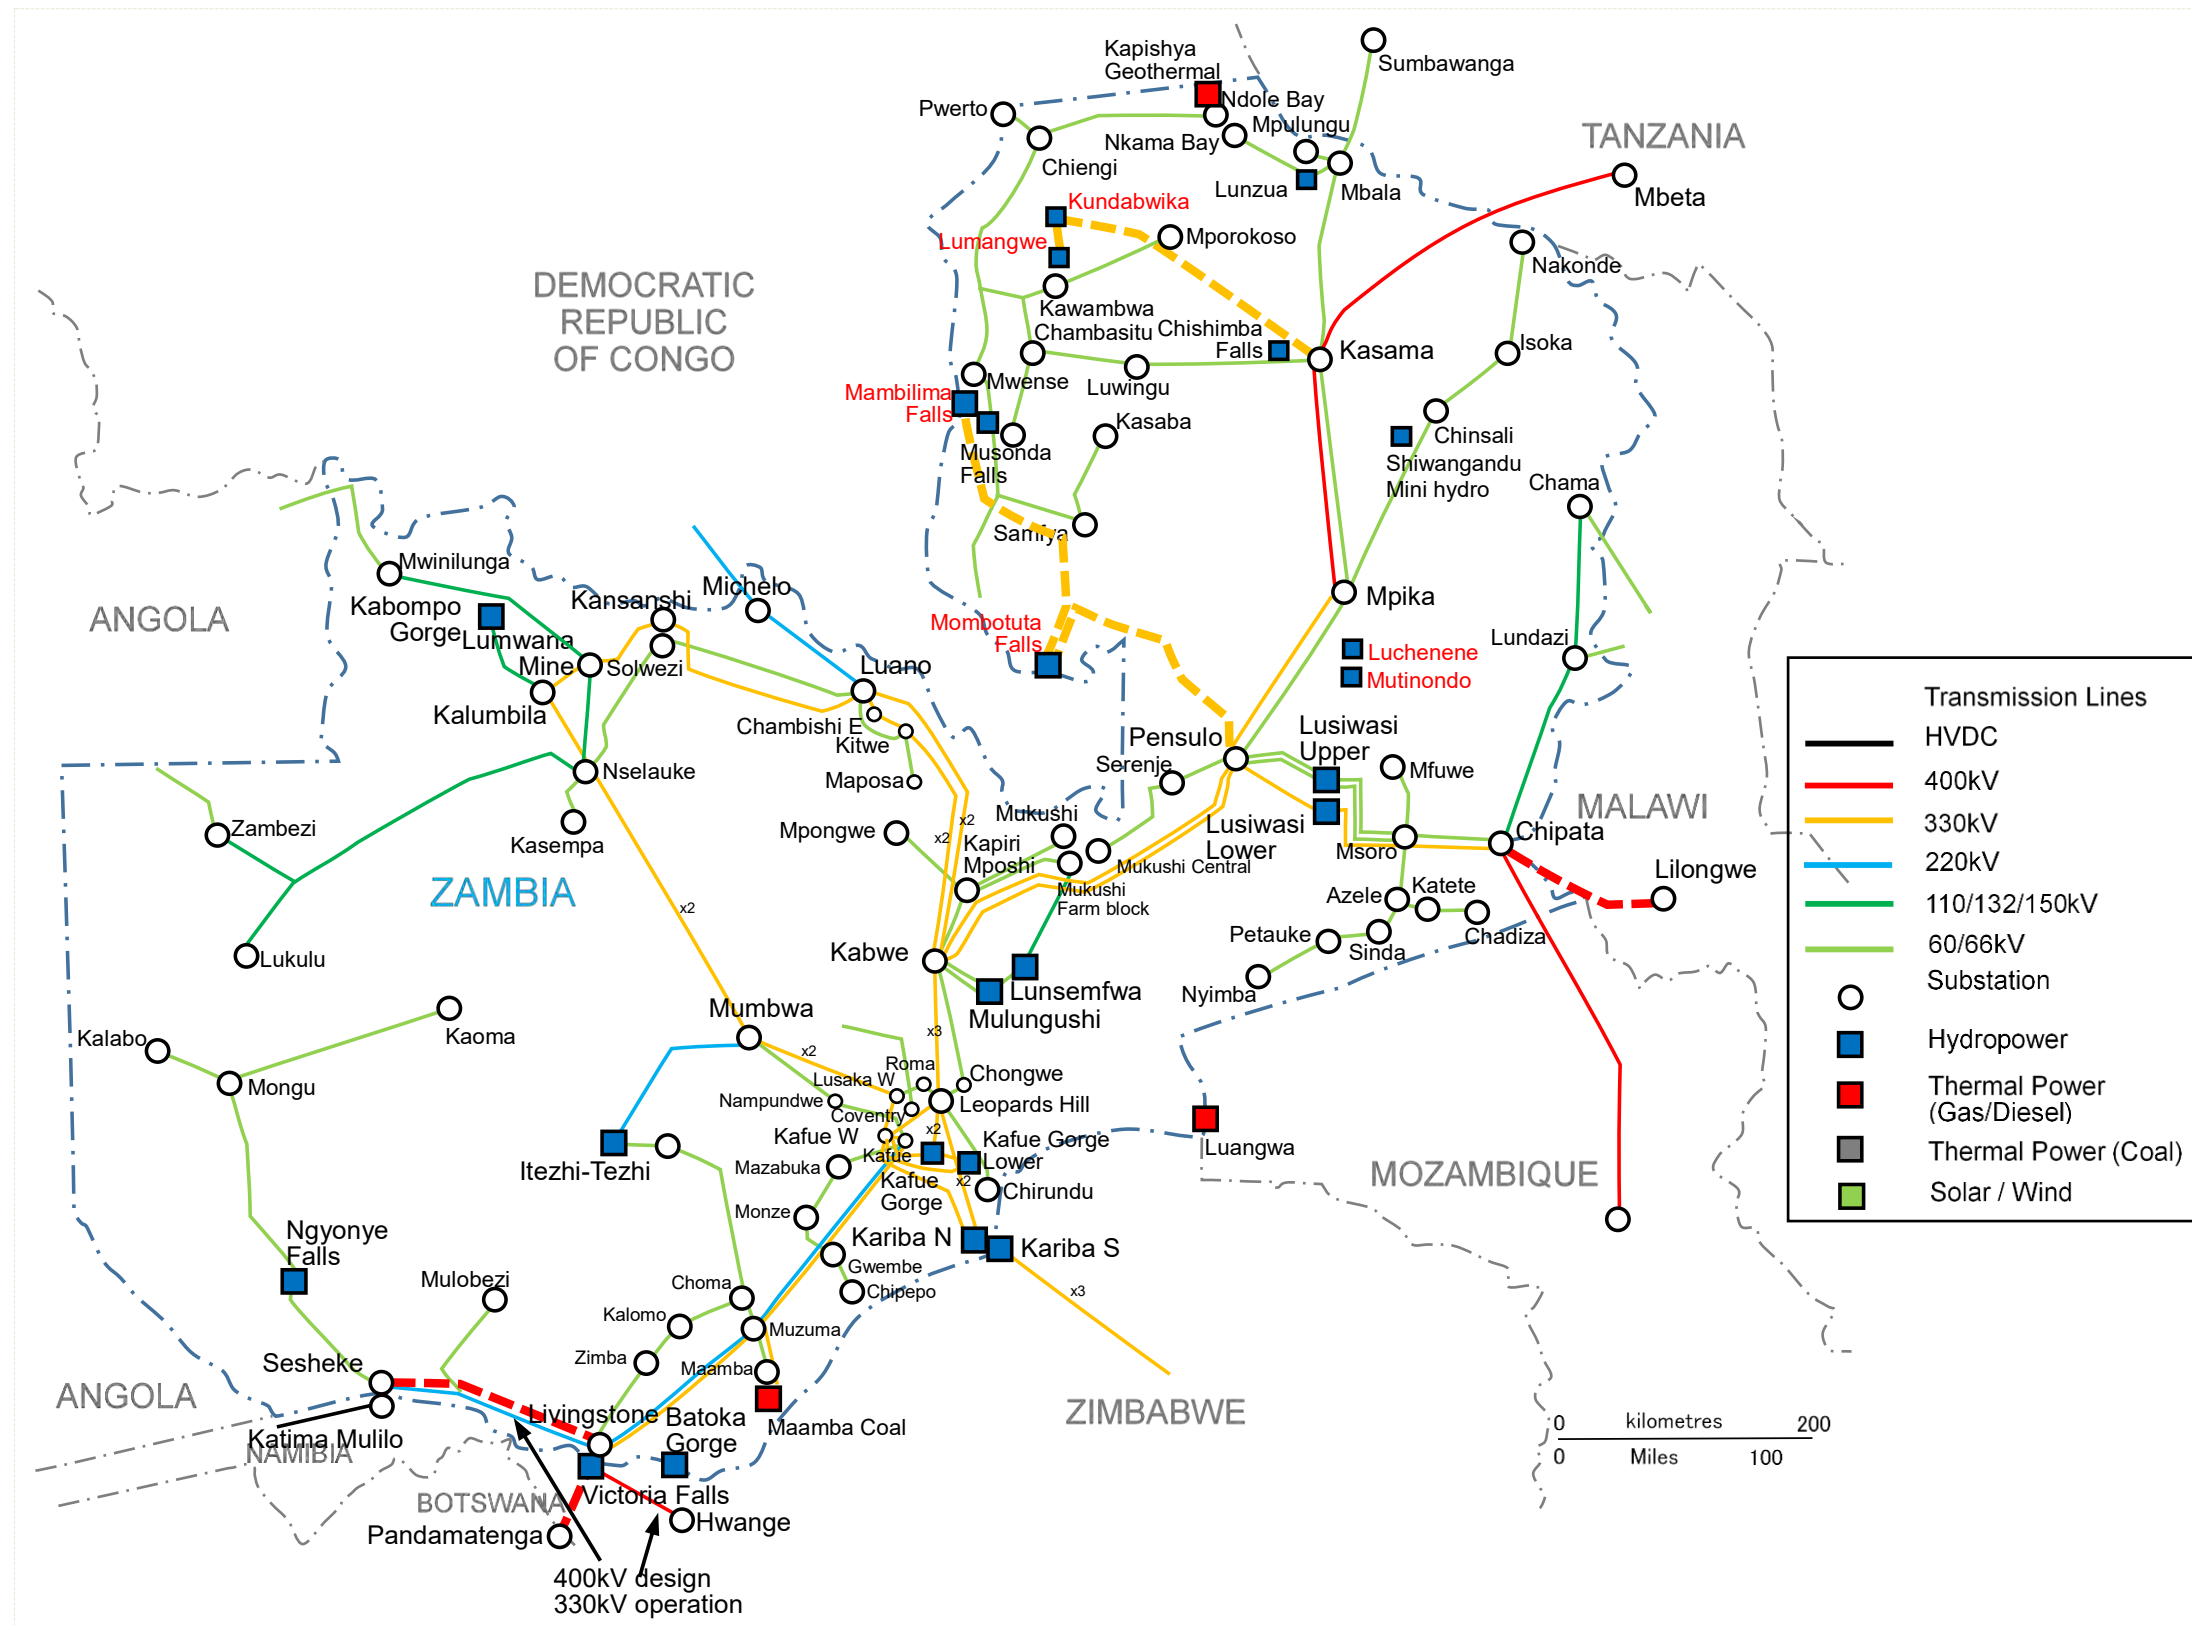 Kapishya
Geothermal
Sumbawanga
Pwerto
Ndole Bay
Mpulungu
Nkama Bay
TANZANIA
Chiengi
Lunzua
Mbala
Mbeta
Kundabwika
Lumangwe
Mporokoso
Nakonde
DEMOCRATIC
REPUBLIC
OF CONGO
Kawambwa
Chambasitu
Chishimba
Falls
Kasama
Isoka
Mwense
Luwingu
Mambilima
Falls
Kasaba
Chinsali
Musonda
Falls
Shiwangandu
Mini hydro
Chama
Samfya
Mwinilunga
Michelo
Kansanshi
Kabompo
Gorge
ANGOLA
Mpika
Mombotuta
Falls
Lumwana
Mine
Solwezi
Luano
Lundazi
Luchenene
Mutinondo
Kalumbila
Chambishi E
Kitwe
Pensulo
Lusiwasi
Upper
Serenje
Nselauke
Maposa
Mfuwe
Mukushi
Zambezi
Mpongwe
x2
x2
Kapiri
Mposhi
Lusiwasi
Lower
MALAWI
Chipata
Kasempa
Msoro
Mukushi Central
Lilongwe
ZAMBIA
Mukushi
Farm block
Azele
Katete
x2
Petauke
Sinda
Chadiza
Kabwe
Lukulu
Nyimba
Lunsemfwa
Mulungushi
Mumbwa
Kaoma
Kalabo
x3
x2
Roma
Chongwe
Mongu
Lusaka W
Nampundwe
Coventry
Leopards Hill
Kafue W
x2
Kafue Gorge
Lower
Luangwa
Kafue
Mazabuka
Itezhi-Tezhi
Kafue
Gorge
x2
Chirundu
MOZAMBIQUE
Monze
Ngyonye
Falls
Kariba N
Kariba S
Gwembe
Mulobezi
Choma
Chipepo
x3
Kalomo
Muzuma
Zimba
Maamba
Sesheke
ANGOLA
Livingstone
Batoka
Gorge
Maamba Coal
ZIMBABWE
Katima Mulilo
NAMIBIA
BOTSWANA
Victoria Falls
Pandamatenga
Hwange
400kV design
330kV operation
Transmission Lines
HVDC
400kV
330kV
220kV
110/132/150kV
60/66kV
Substation
Hydropower
Thermal Power
(Gas/Diesel)
Thermal Power (Coal)
Solar / Wind
0 kilometres 200
0 Miles 100